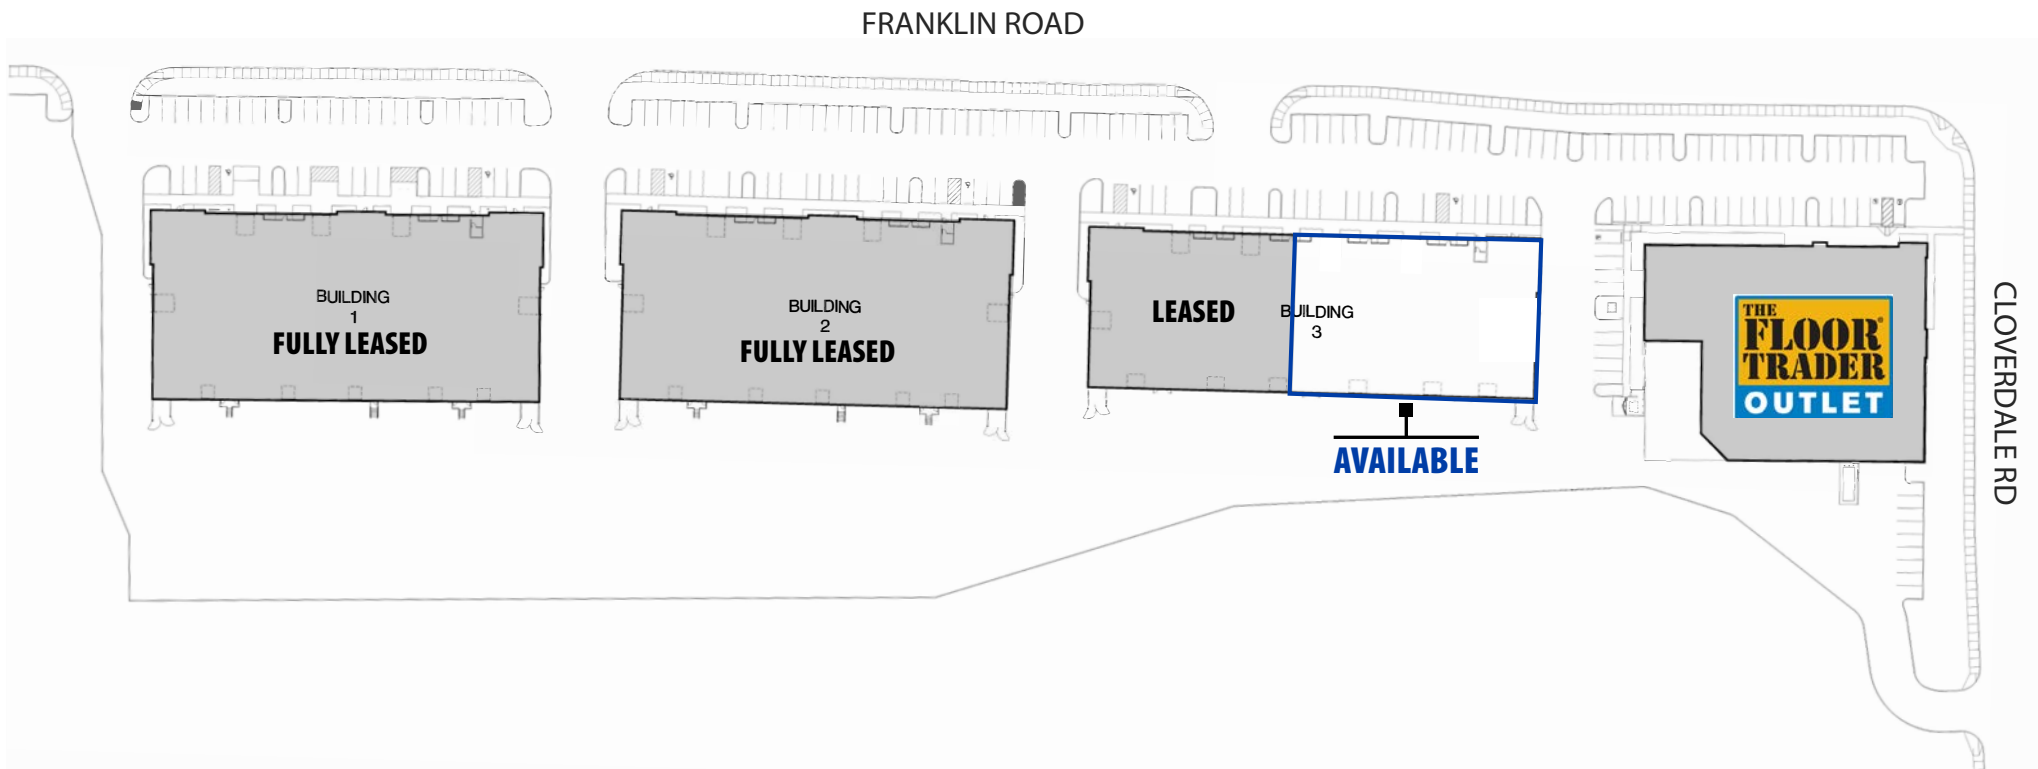 FRANKLIN ROAD
BUILDING
1
FULLY LEASED
BUILDING
2
FULLY LEASED
LEASED
BUILDING
3
AVAILABLE
THE
FLOOR®
TRADER
OUTLET
CLOVERDALE RD